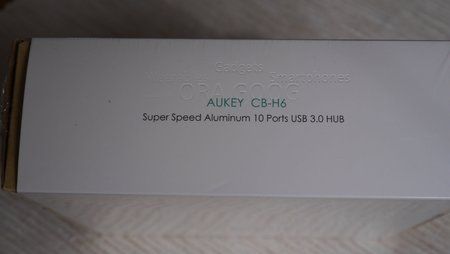 Gadgets
Smartphones
AUKEY CB-H6
Super Speed Aluminum 10 Ports USB 3.0 HUB